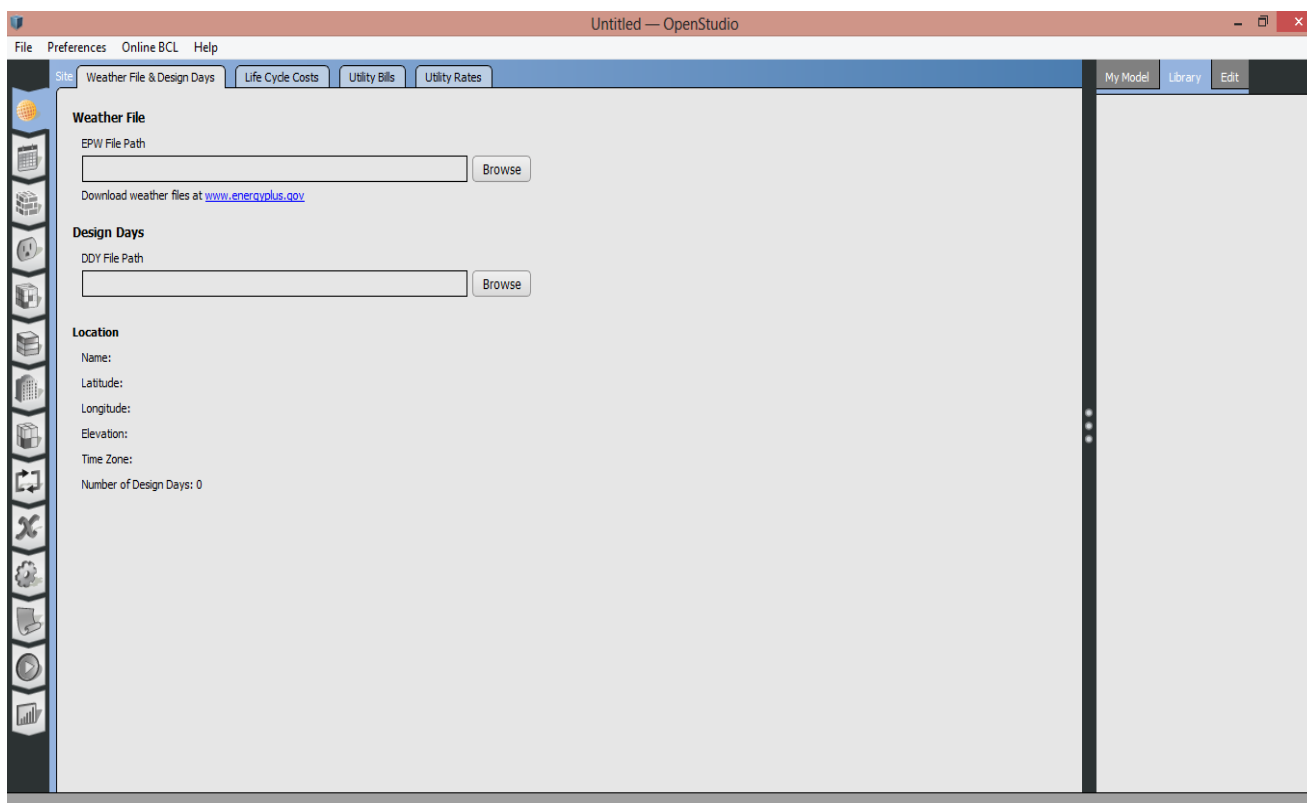 Untitled — OpenStudio
File Preferences Online BCL Help
Site Weather File & Design Days Life Cycle Costs Utility Bills Utility Rates My Model Library Edit
Weather File
EPW File Path
Browse
Download weather files at www.energyplus.gov
Design Days
DDY File Path
Browse
Location
Name:
Latitude:
Longitude:
Elevation:
Time Zone:
Number of Design Days: 0